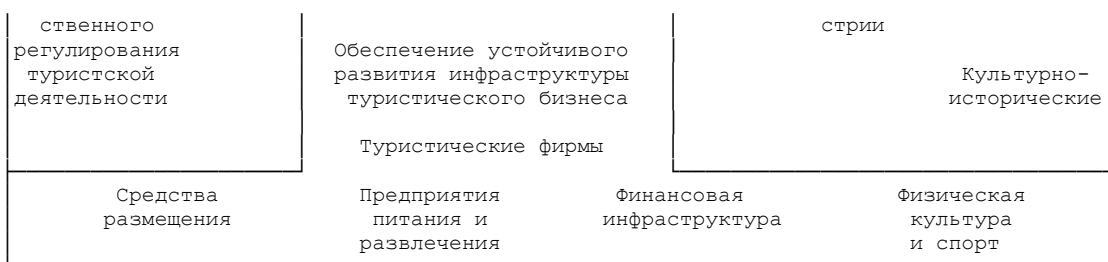 ственного стрии
регулирования Обеспечение устойчивого
туристской развития инфраструктуры Культурно-
деятельности туристического бизнеса исторические
Туристические фирмы
Средства Предприятия Финансовая Физическая
размещения питания и инфраструктура культура
развлечения и спорт